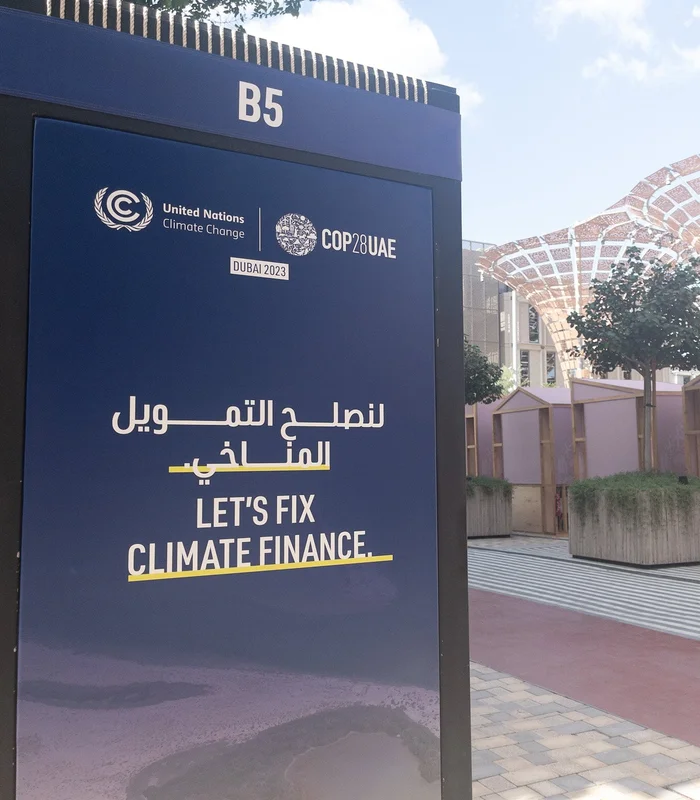 B5
United Nations
Climate Change
COP28UAE
DUBAI 2023
لنصلح التمويل
المناخي.
LET'S FIX
CLIMATE FINANCE.